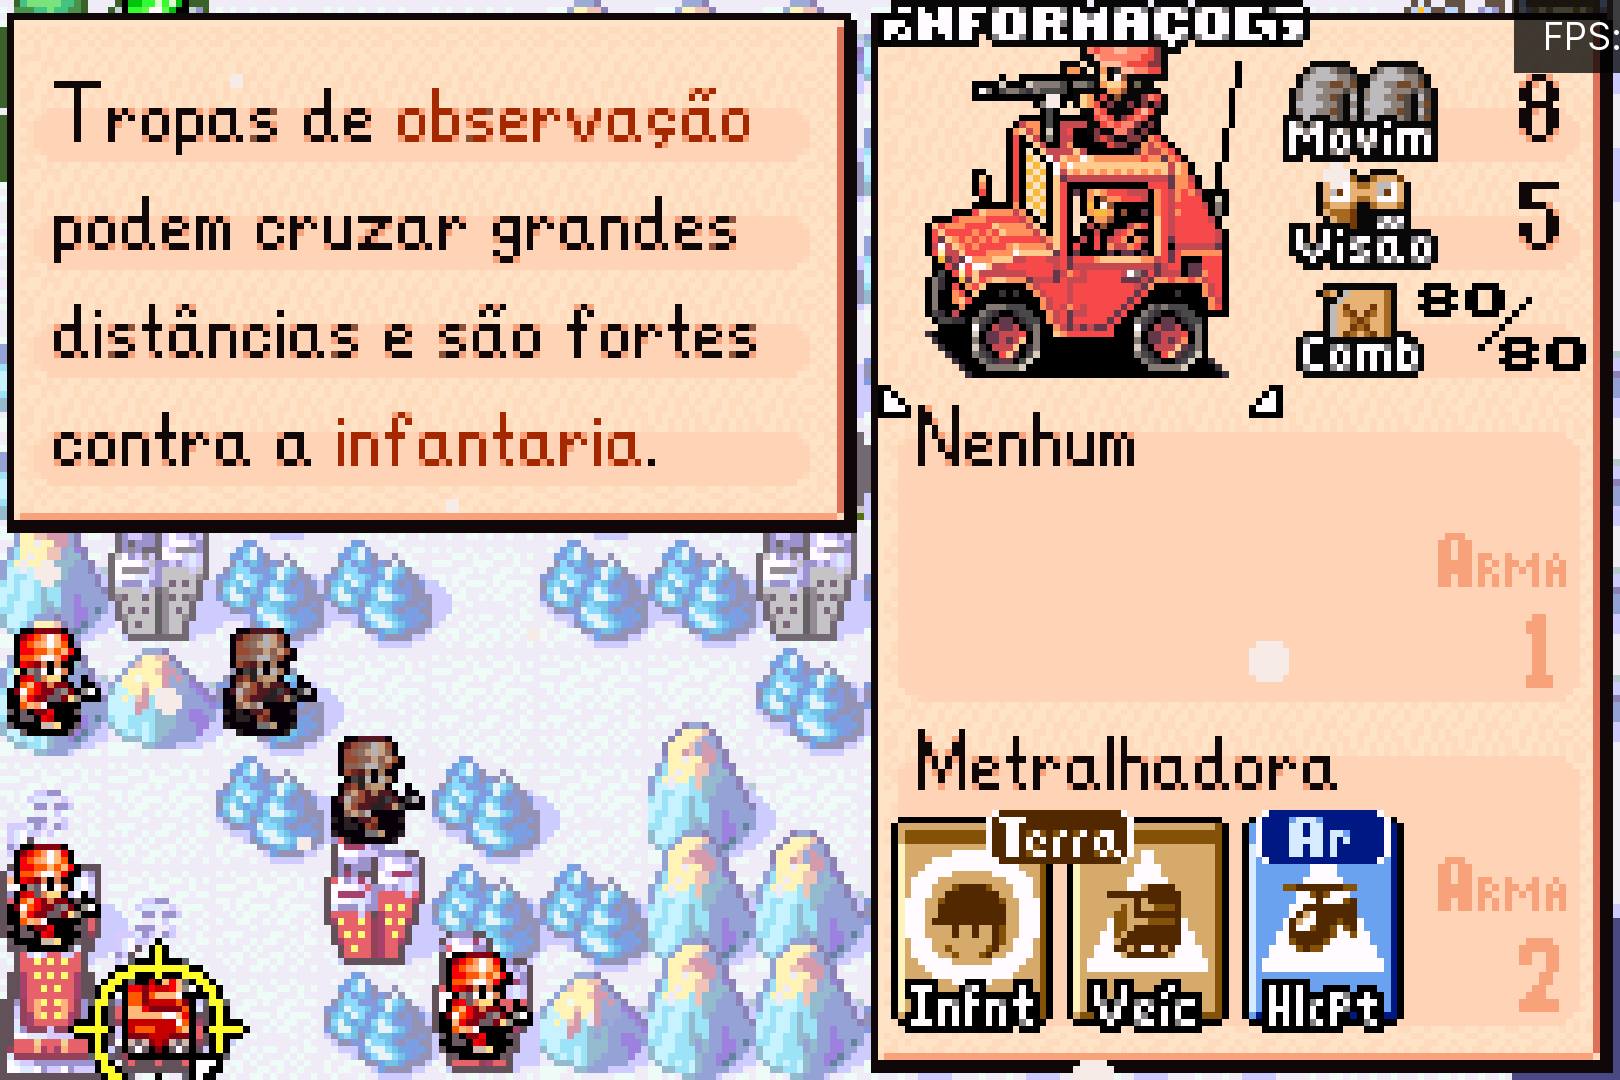 Tropas de observação
podem cruzar grandes
distâncias e são fortes
contra a infantaria.
INFORMAÇOES
FPS:
Movim 8
Visão 5
Comb 80/80
Nenhum
ARMA
1
Metralhadora
Terra
Ar
ARMA
2
Infnt
Veíc
Hlcpt